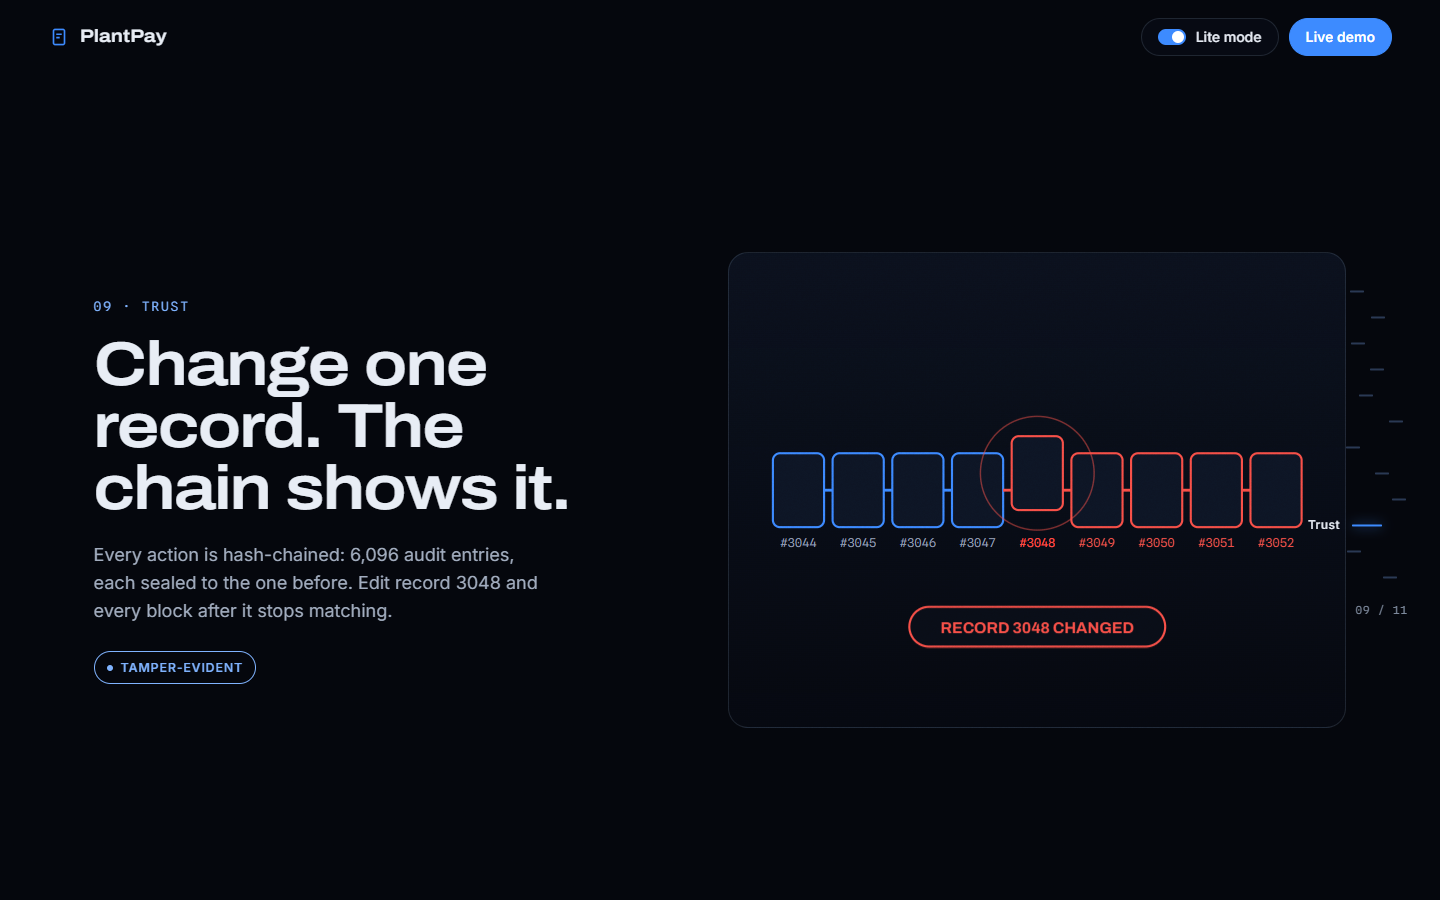 PlantPay
Lite mode
Live demo
09 · TRUST
Change one
record. The
chain shows it.
Every action is hash-chained: 6,096 audit entries,
each sealed to the one before. Edit record 3048 and
every block after it stops matching.
TAMPER-EVIDENT
#3044 #3045 #3046 #3047 #3048 #3049 #3050 #3051 #3052
RECORD 3048 CHANGED
Trust
09 / 11